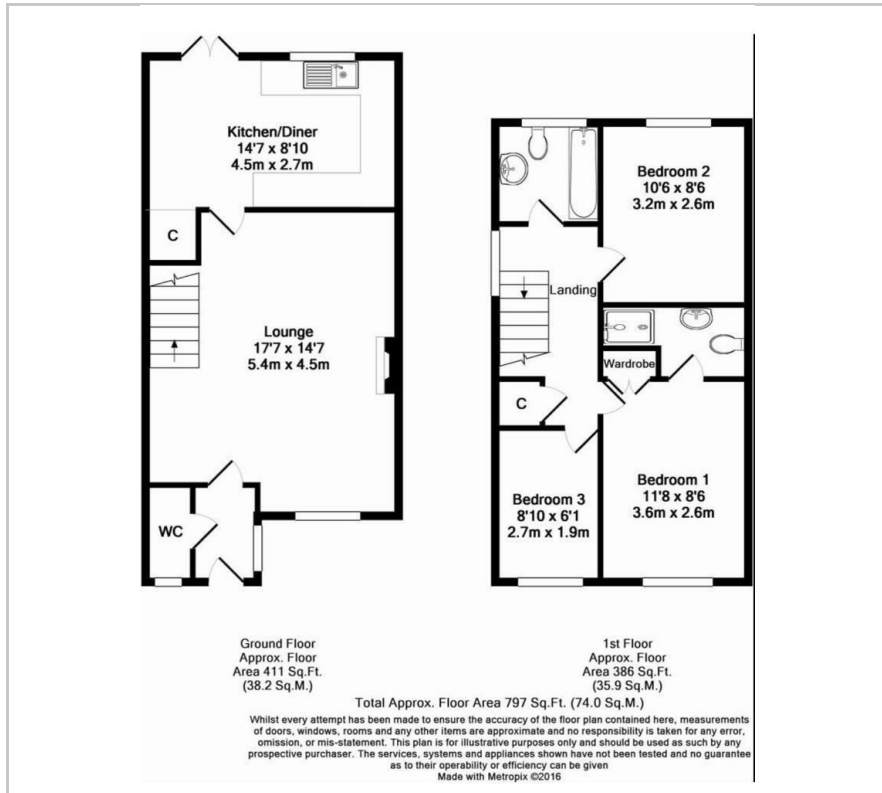 Kitchen/Diner
14'7 x 8'10
4.5m x 2.7m
C
Lounge
17'7 x 14'7
5.4m x 4.5m
WC
Bedroom 2
10'6 x 8'6
3.2m x 2.6m
Landing
Wardrobe
C
Bedroom 1
11'8 x 8'6
3.6m x 2.6m
Bedroom 3
8'10 x 6'1
2.7m x 1.9m
Ground Floor
Approx. Floor
Area 411 Sq.Ft.
(38.2 Sq.M.)
1st Floor
Approx. Floor
Area 386 Sq.Ft.
(35.9 Sq.M.)
Total Approx. Floor Area 797 Sq.Ft. (74.0 Sq.M.)
Whilst every attempt has been made to ensure the accuracy of the floor plan contained here, measurements
of doors, windows, rooms and any other items are approximate and no responsibility is taken for any error,
omission, or mis-statement. This plan is for illustrative purposes only and should be used as such by any
prospective purchaser. The services, systems and appliances shown have not been tested and no guarantee
as to their operability or efficiency can be given
Made with Metropix ©2016